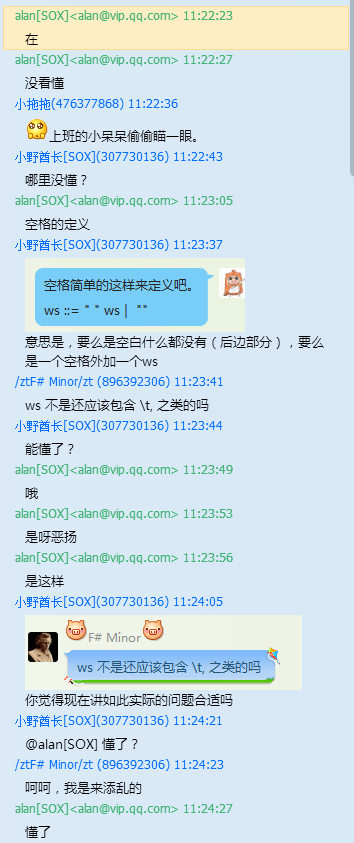 alan[SOX]<alan@vip.qq.com> 11:22:23
在
alan[SOX]<alan@vip.qq.com> 11:22:27
没看懂
小拖拖(476377868) 11:22:36
上班的小呆呆偷偷瞄一眼。
小野酋长[SOX](307730136) 11:22:43
哪里没懂？
alan[SOX]<alan@vip.qq.com> 11:23:05
空格的定义
小野酋长[SOX](307730136) 11:23:37
空格简单的这样来定义吧。
ws ::= " " ws | ""
意思是，要么是空白什么都没有（后边部分），要么
是一个空格外加一个ws
/ztF# Minor/zt (896392306) 11:23:41
ws 不是还应该包含 \t, 之类的吗
小野酋长[SOX](307730136) 11:23:44
能懂了？
alan[SOX]<alan@vip.qq.com> 11:23:49
哦
alan[SOX]<alan@vip.qq.com> 11:23:53
是呀恶扬
alan[SOX]<alan@vip.qq.com> 11:23:56
是这样
小野酋长[SOX](307730136) 11:24:05
F# Minor
ws 不是还应该包含 \t, 之类的吗
你觉得现在讲如此实际的问题合适吗
小野酋长[SOX](307730136) 11:24:21
@alan[SOX] 懂了？
/ztF# Minor/zt (896392306) 11:24:23
呵呵，我是来添乱的
alan[SOX]<alan@vip.qq.com> 11:24:27
懂了